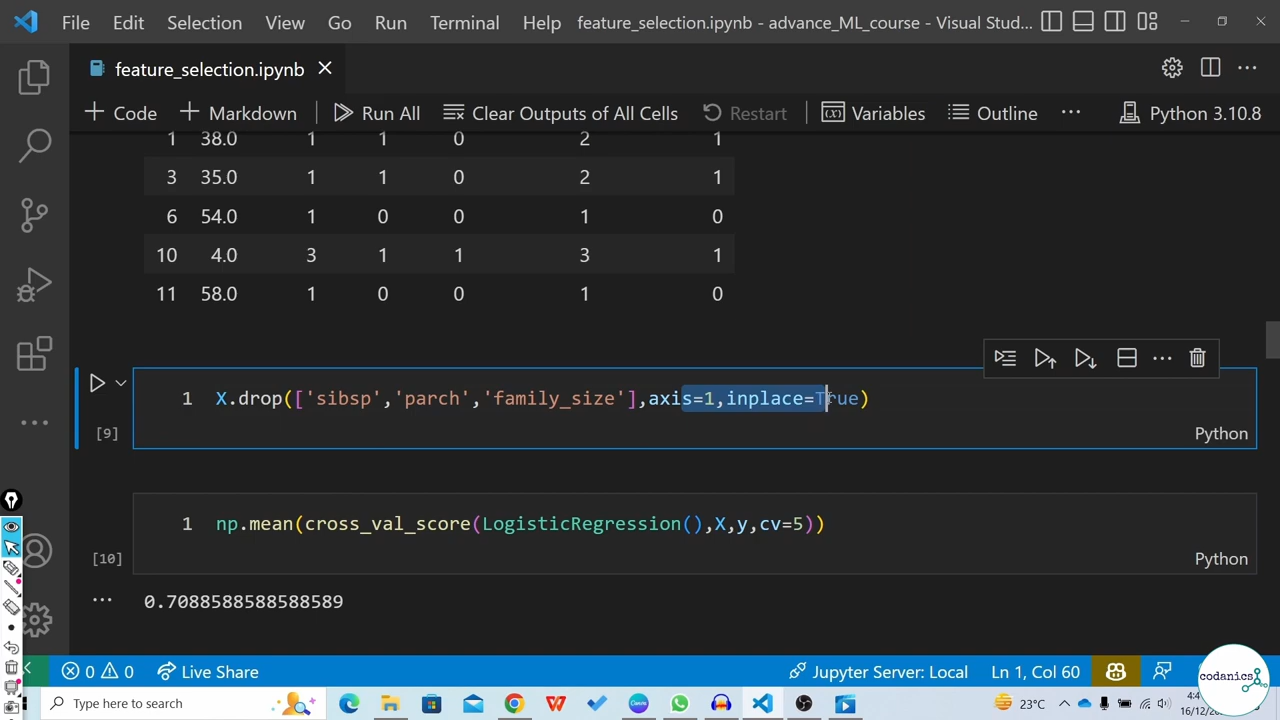 File Edit Selection View Go Run Terminal Help feature_selection.ipynb - advance_ML_course - Visual Stud...
feature_selection.ipynb
Code Markdown Run All Clear Outputs of All Cells Restart Variables Outline ... Python 3.10.8
1 38.0 1 1 0 2 1
3 35.0 1 1 0 2 1
6 54.0 1 0 0 1 0
10 4.0 3 1 1 3 1
11 58.0 1 0 0 1 0
1 X.drop(['sibsp','parch','family_size'],axis=1,inplace=True)
[9] Python
1 np.mean(cross_val_score(LogisticRegression(),X,y,cv=5))
[10] Python
... 0.7088588588588589
0 0 Live Share Jupyter Server: Local Ln 1, Col 60
codanics
Type here to search 23°C
16/12/20